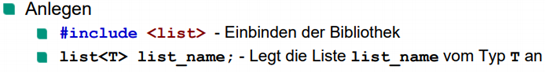 Anlegen
#include <list> - Einbinden der Bibliothek
list<T> list_name; - Legt die Liste list_name vom Typ T an